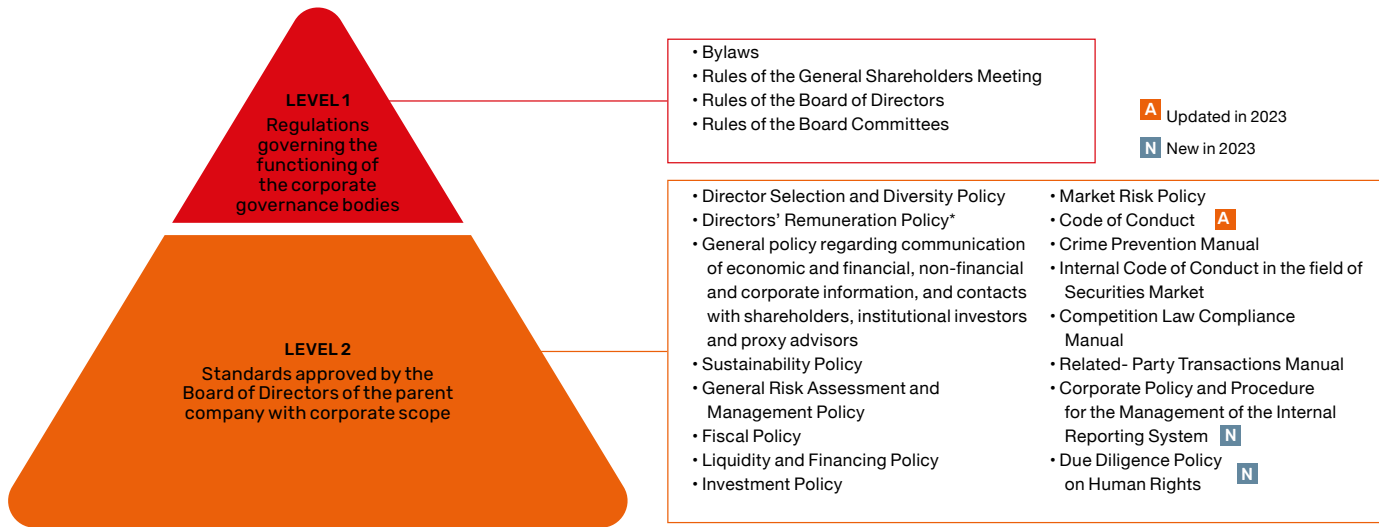 LEVEL 1
Regulations
governing the
functioning of
the corporate
governance bodies
• Bylaws
• Rules of the General Shareholders Meeting
• Rules of the Board of Directors
• Rules of the Board Committees
A Updated in 2023
N New in 2023
LEVEL 2
Standards approved by the
Board of Directors of the parent
company with corporate scope
• Director Selection and Diversity Policy
• Directors' Remuneration Policy*
• General policy regarding communication
of economic and financial, non-financial
and corporate information, and contacts
with shareholders, institutional investors
and proxy advisors
• Sustainability Policy
• General Risk Assessment and
Management Policy
• Fiscal Policy
• Liquidity and Financing Policy
• Investment Policy
• Market Risk Policy
• Code of Conduct A
• Crime Prevention Manual
• Internal Code of Conduct in the field of
Securities Market
• Competition Law Compliance
Manual
• Related- Party Transactions Manual
• Corporate Policy and Procedure
for the Management of the Internal
Reporting System N
• Due Diligence Policy
on Human Rights N